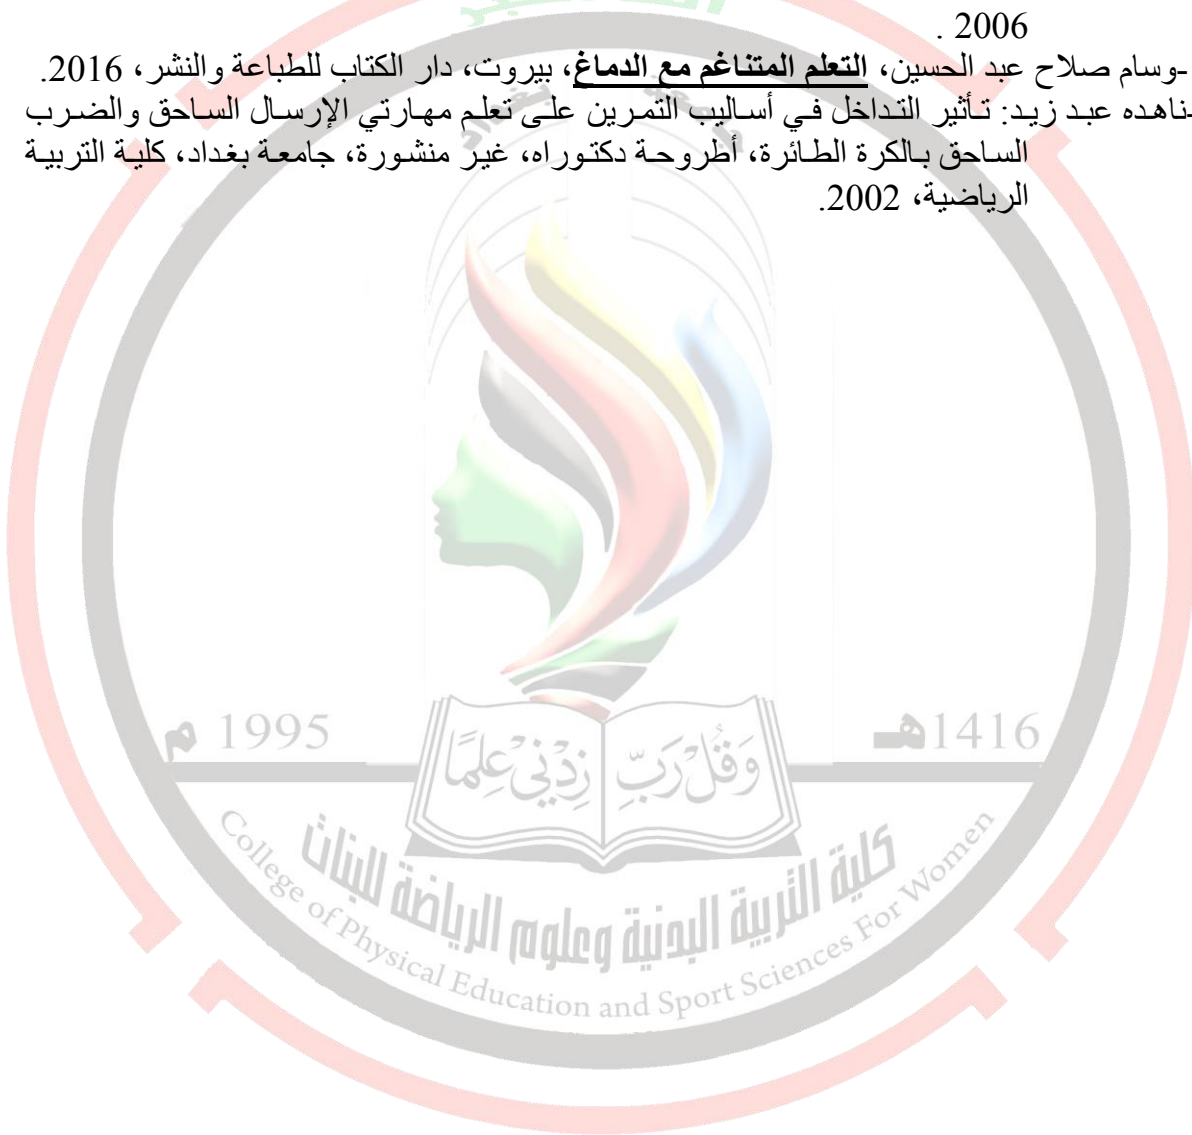 2006 .
-وسام صلاح عبد الحسين، التعلم المتناغم مع الدماغ، بيروت، دار الكتاب للطباعة والنشر، 2016.
-ناهده عبد زيد: تأثير التداخل في أساليب التمرين على تعلم مهارتي الإرسال الساحق والضرب
الساحق بالكرة الطائرة، أطروحة دكتوراه، غير منشورة، جامعة بغداد، كلية التربية
الرياضية، 2002.
1416هـ
1995 م
وَقُل رَبِّ زِدْنِي عِلْمًا
كلية التربية البدنية وعلوم الرياضة للبنات
College of Physical Education and Sport Sciences For Women